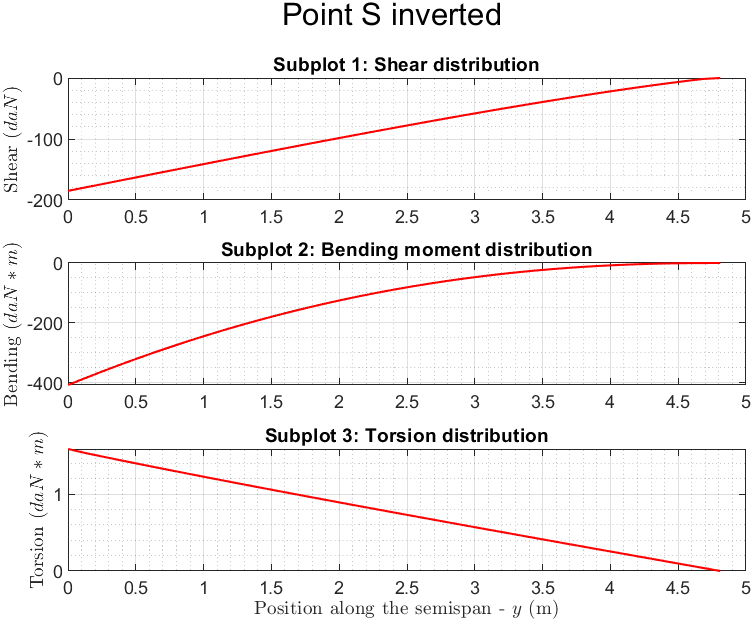 Point S inverted
Subplot 1: Shear distribution
Shear (daN)
0
-100
-200
0 0.5 1 1.5 2 2.5 3 3.5 4 4.5 5
Subplot 2: Bending moment distribution
Bending (daN * m)
0
-200
-400
0 0.5 1 1.5 2 2.5 3 3.5 4 4.5 5
Subplot 3: Torsion distribution
Torsion (daN * m)
1
0
0 0.5 1 1.5 2 2.5 3 3.5 4 4.5 5
Position along the semispan - y (m)